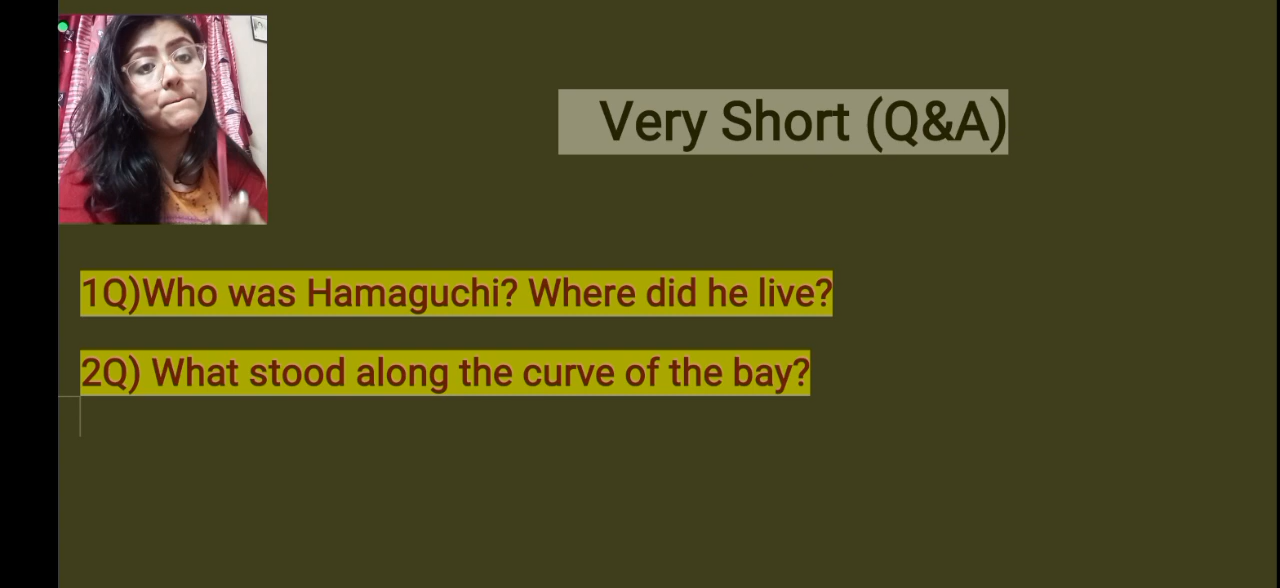 Very Short (Q&A)
1Q)Who was Hamaguchi? Where did he live?
2Q) What stood along the curve of the bay?